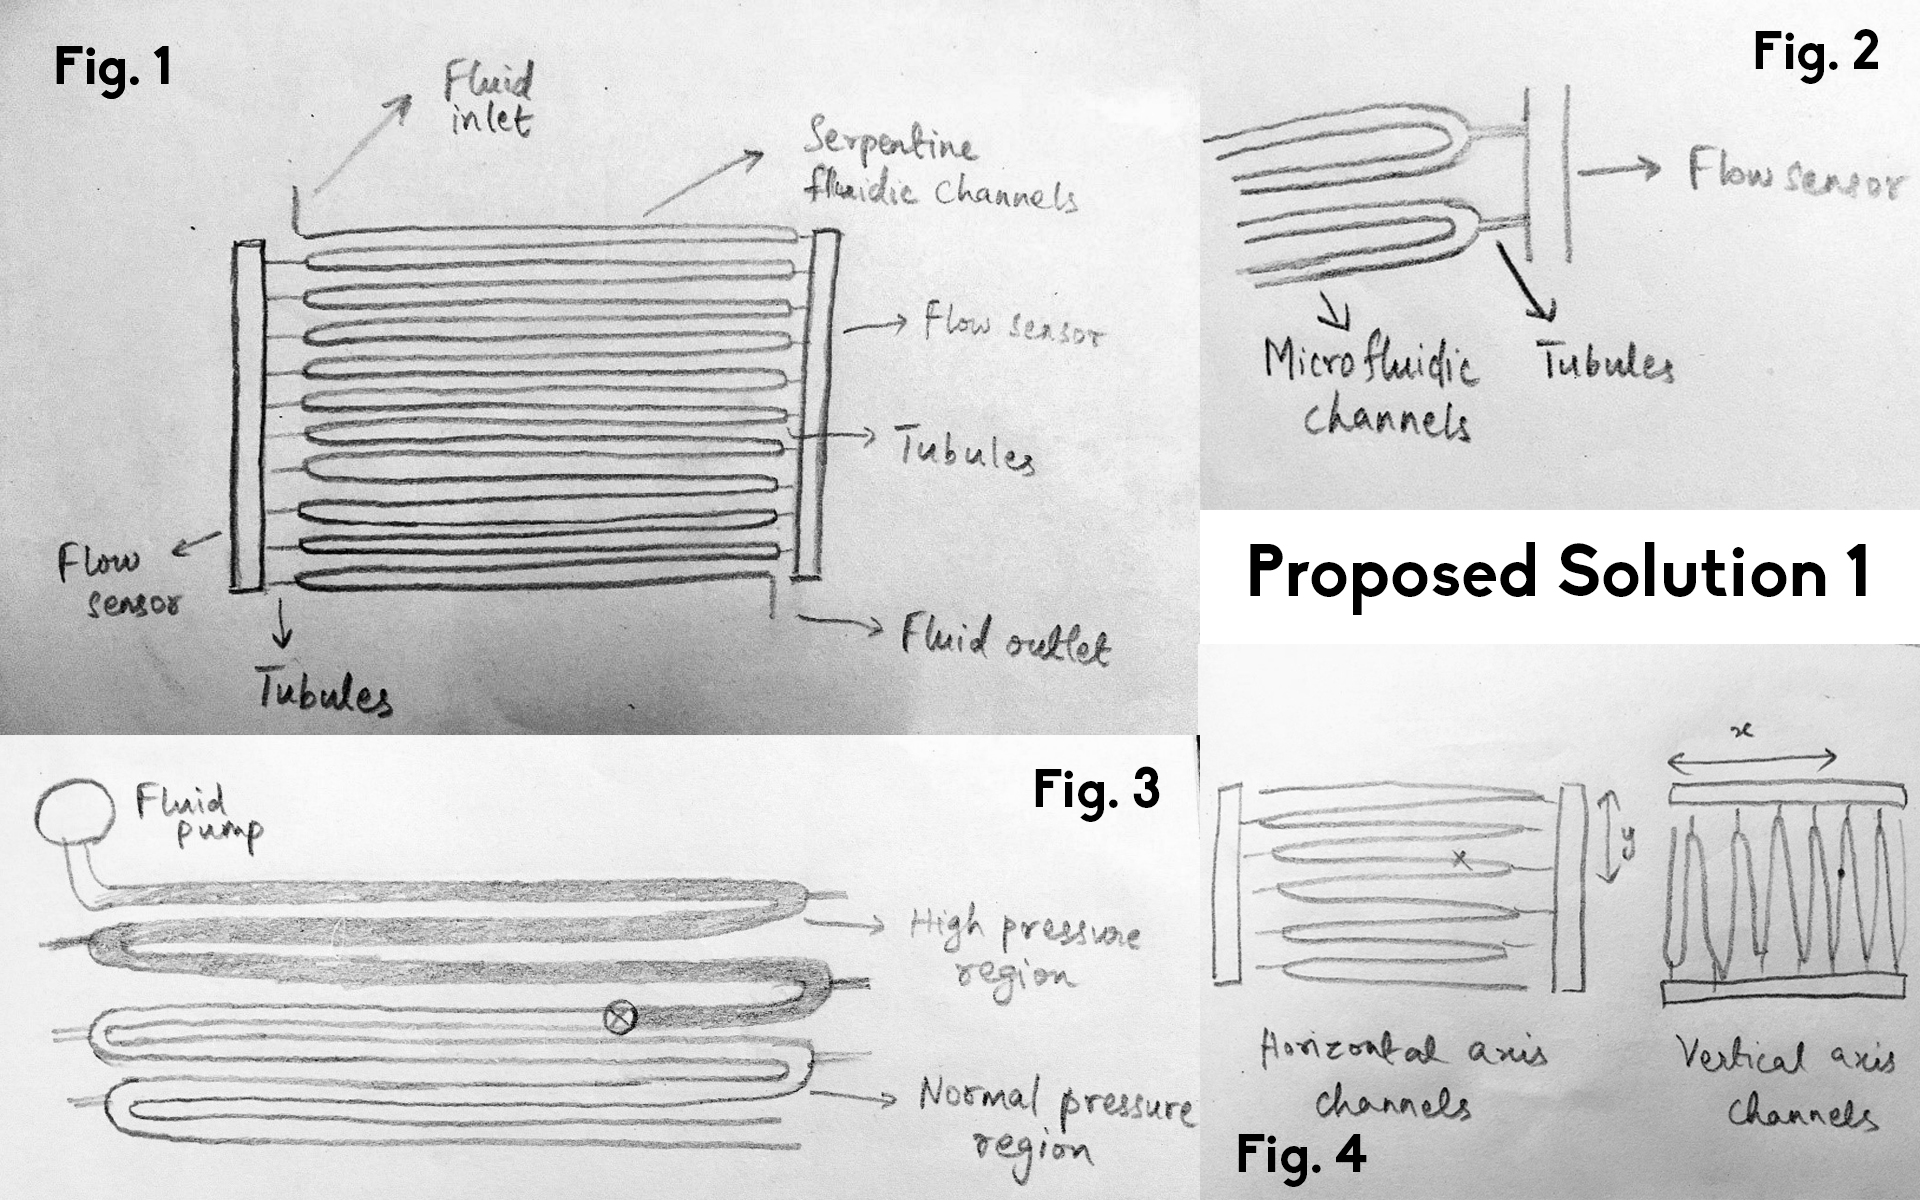 Fig. 1
Fluid
inlet
Serpentine
fluidic channels
Flow sensor
Tubules
Flow
sensor
Tubules
Fluid outlet
Fig. 2
Flow sensor
Microfluidic
channels
Tubules
Proposed Solution 1
Fig. 3
Fluid
pump
High pressure
region
Normal pressure
region
x
y
x
Horizontal axis
channels
Vertical axis
channels
Fig. 4